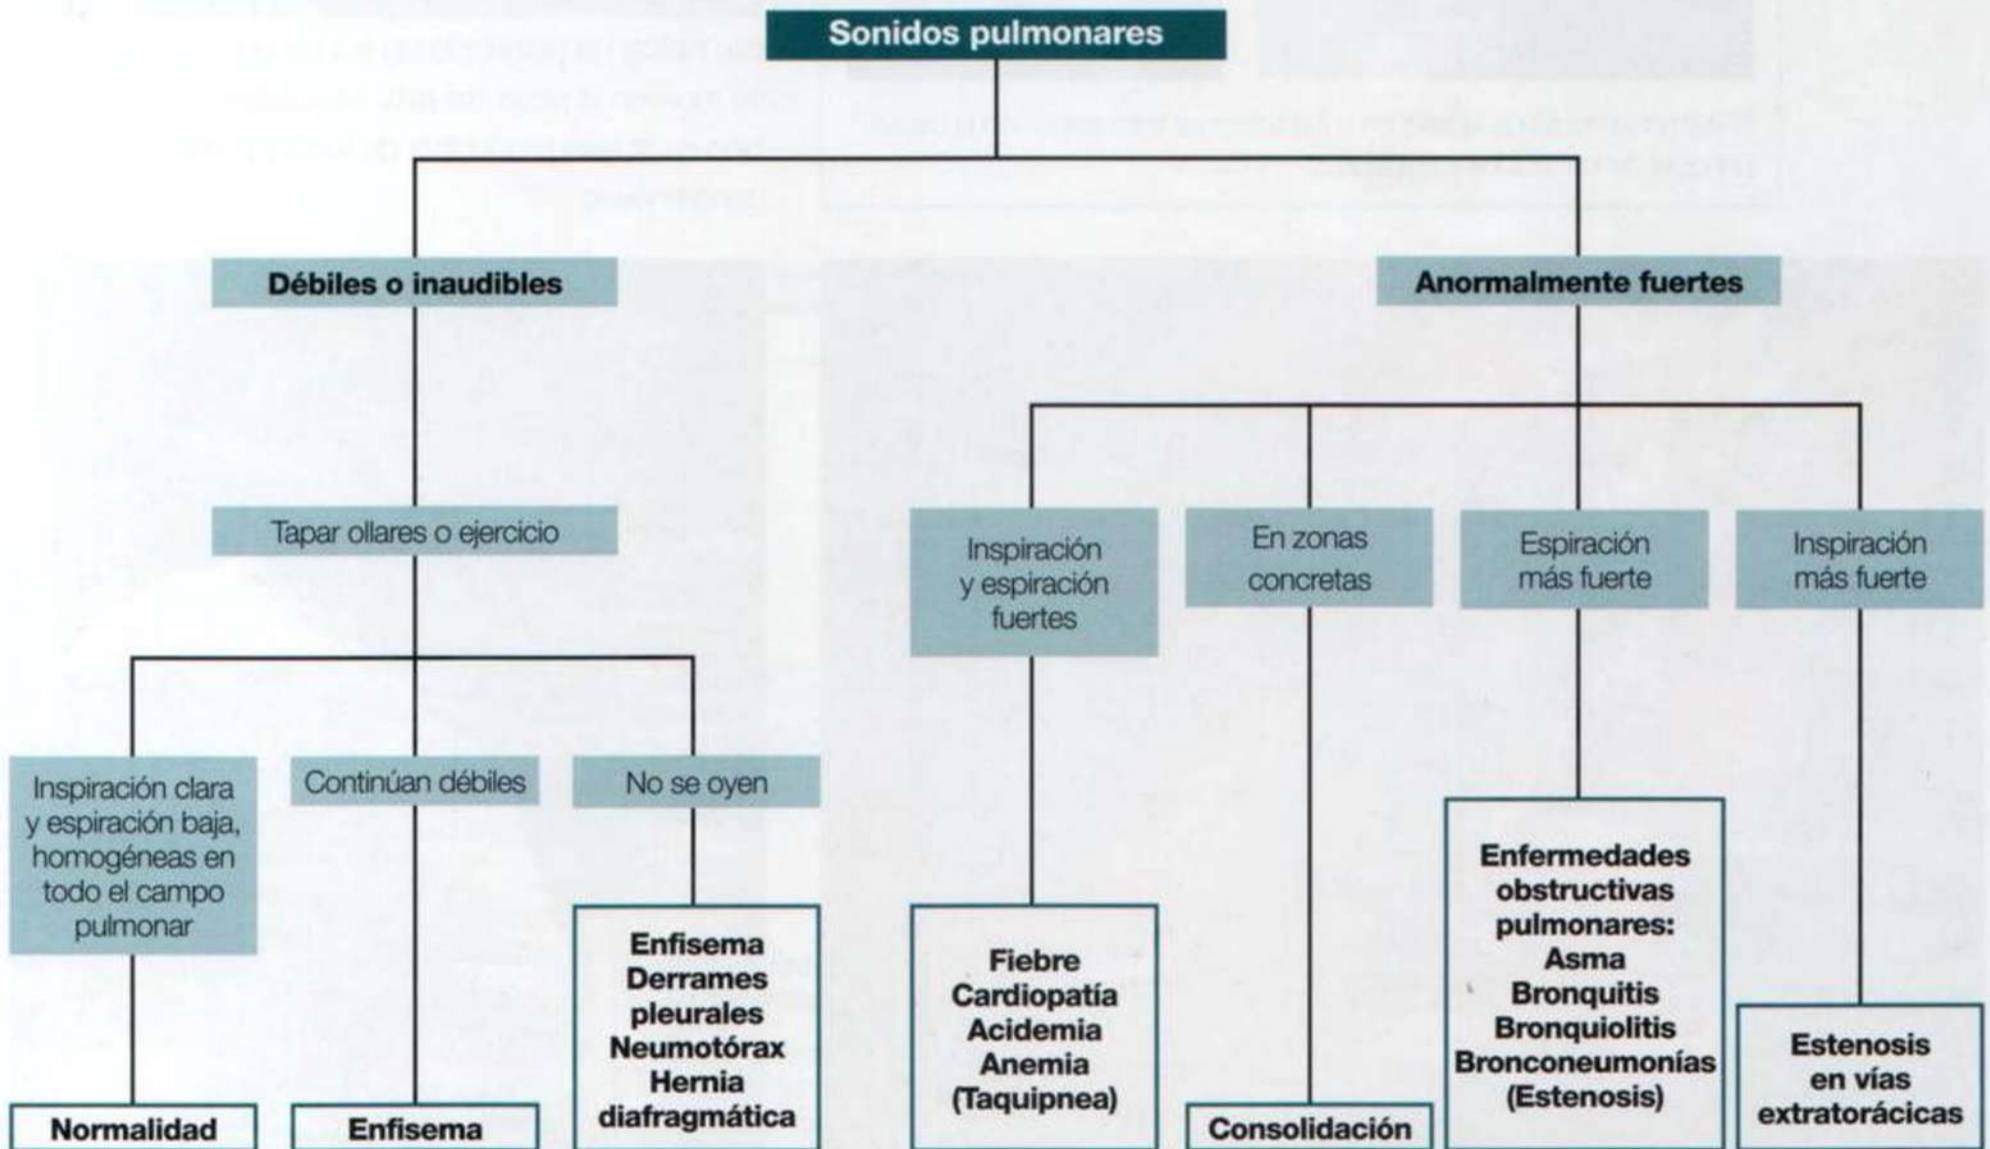 Sonidos pulmonares
Débiles o inaudibles
Anormalmente fuertes
Tapar ollares o ejercicio
Inspiración
y espiración
fuertes
En zonas
concretas
Espiración
más fuerte
Inspiración
más fuerte
Inspiración clara
y espiración baja,
homogéneas en
todo el campo
pulmonar
Continúan débiles
No se oyen
Normalidad
Enfisema
Enfisema
Derrames
pleurales
Neumotórax
Hernia
diafragmática
Fiebre
Cardiopatía
Acidemia
Anemia
(Taquipnea)
Consolidación
Enfermedades
obstructivas
pulmonares:
Asma
Bronquitis
Bronquiolitis
Bronconeumonías
(Estenosis)
Estenosis
en vías
extratorácicas